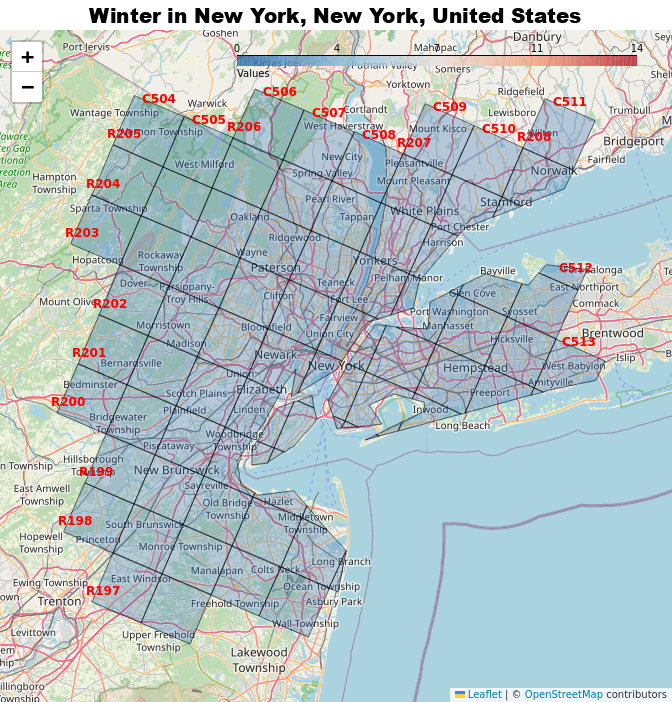 Winter in New York, New York, United States
Goshen
Danbury
Port Jervis
Mahopac
0 4 7 11 14
Values
Kiryas Joel
Putnam Valley
Somers
+
−
Yorktown
Ridgefield
C504
C506
C509
C511
Warwick
Wantage Township
Cortlandt
Lewisboro
Trumbull
C505
R206
C507
C508
C510
R205
Vernon Township
West Haverstraw
Mount Kisco
R207
R208
Wilton
Bridgeport
New City
Pleasantville
Fairfield
West Milford
Spring Valley
Mount Pleasant
Norwalk
Hampton
Township
R204
Pearl River
Stamford
Sparta Township
Oakland
Tappan
White Plains
R203
Ridgewood
Port Chester
Harrison
Hopatcong
Rockaway
Township
Wayne
Paterson
Yonkers
Bayville
C512
East Northport
Dover
Parsippany-
Troy Hills
Teaneck
Pelham Manor
Glen Cove
Commack
Mount Olive
R202
Clifton
Fort Lee
Port Washington
Syosset
Morristown
Bloomfield
Fairview
Manhasset
Brentwood
Union City
Hicksville
C513
Madison
R201
Newark
New York
Islip
Bernardsville
Hempstead
West Babylon
Union
Amityville
Bedminster
Elizabeth
Scotch Plains
Freeport
R200
Linden
Inwood
Plainfield
Bridgewater
Township
Long Beach
Woodbridge
Township
Piscataway
Hillsborough
Township
R199
New Brunswick
East Amwell
Township
Sayreville
Old Bridge
Township
Hazlet
R198
South Brunswick
Middletown
Township
Hopewell
Township
Princeton
Monroe Township
Long Branch
Ewing Township
East Windsor
Manalapan
Colts Neck
R197
Ocean Township
Trenton
Freehold Township
Asbury Park
Wall Township
Levittown
Upper Freehold
Township
Lakewood
Township
Leaflet | © OpenStreetMap contributors